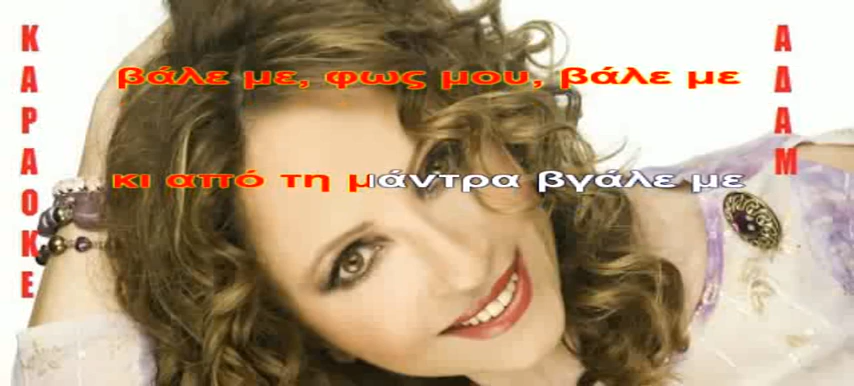 ΚΑΡΑΟΚΕ
βάλε με, φως μου, βάλε με
κι από τη μάντρα βγάλε με
ΑΔΑΜ